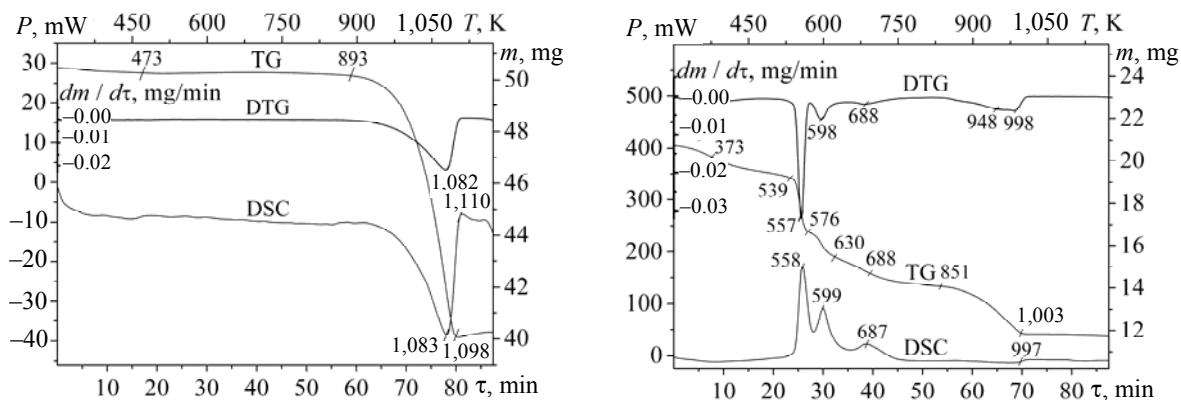 450 600 750 900 1,050 T, K
P, mW
m, mg
473 TG 893
30
50
20
dm / dτ, mg/min
–0.00 DTG
10
48
–0.01
–0.02
0
46
1,082
1,110
–10
DSC
44
–20
42
–30
–40
1,083 1,098
40
0 10 20 30 40 50 60 70 80 τ, min
450 600 750 900 1,050 T, K
P, mW
m, mg
dm / dτ, mg/min
DTG
24
500
–0.00
598 688 948 998
22
–0.01
400
373
20
–0.02
539
300
–0.03
18
557 576
200
630
16
558 688 TG 851
599
14
100
1,003
687
12
0
DSC 997
0 10 20 30 40 50 60 70 80 τ, min